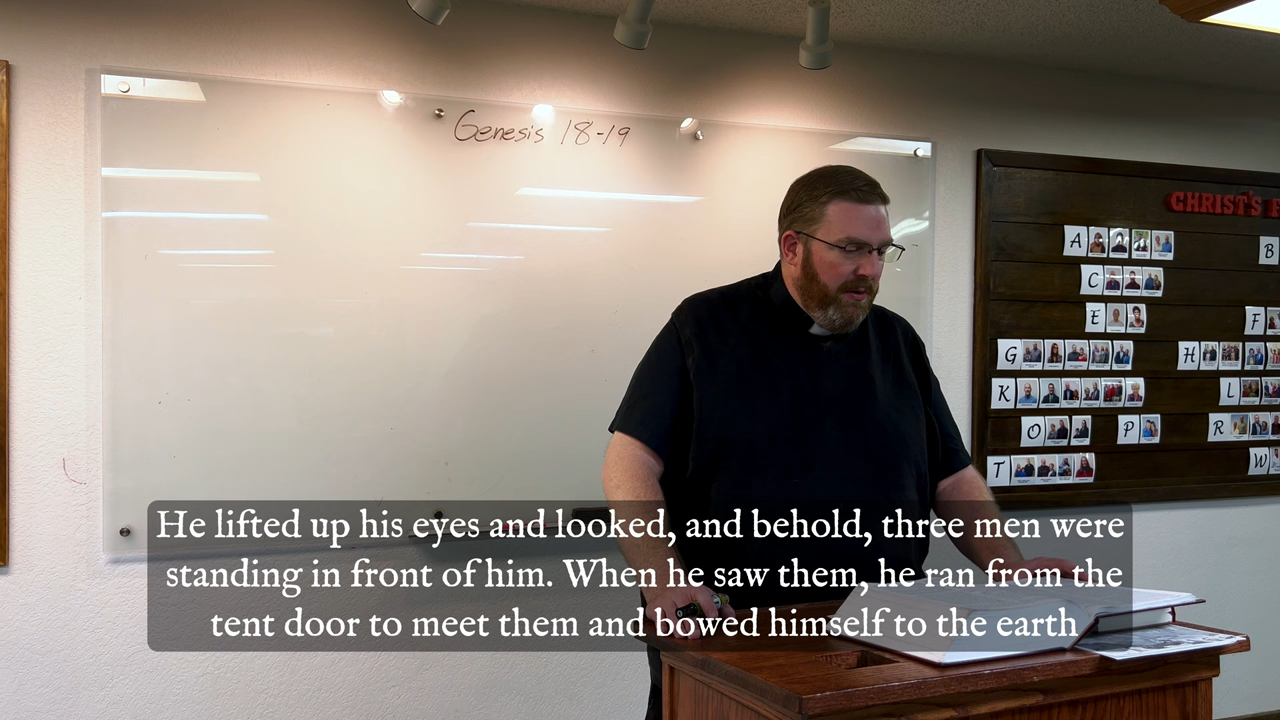 Genesis 18-19
CHRIST'S
A
B
C
E
F
G
H
K
L
O
P
R
T
W
He lifted up his eyes and looked, and behold, three men were
standing in front of him. When he saw them, he ran from the
tent door to meet them and bowed himself to the earth